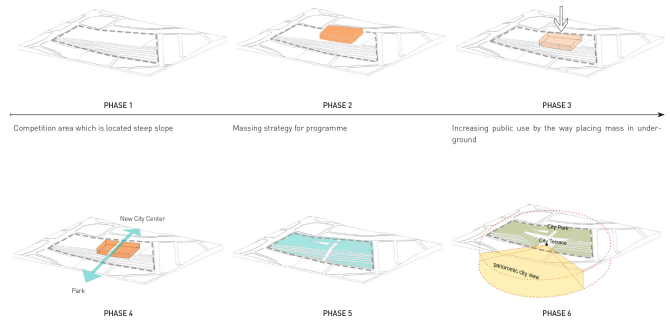 PHASE 1
PHASE 2
PHASE 3
Competition area which is located steep slope
Massing strategy for programme
Increasing public use by the way placing mass in under-
ground
New City Center
Park
City Park
City Terrace
panoromic city view
PHASE 4
PHASE 5
PHASE 6